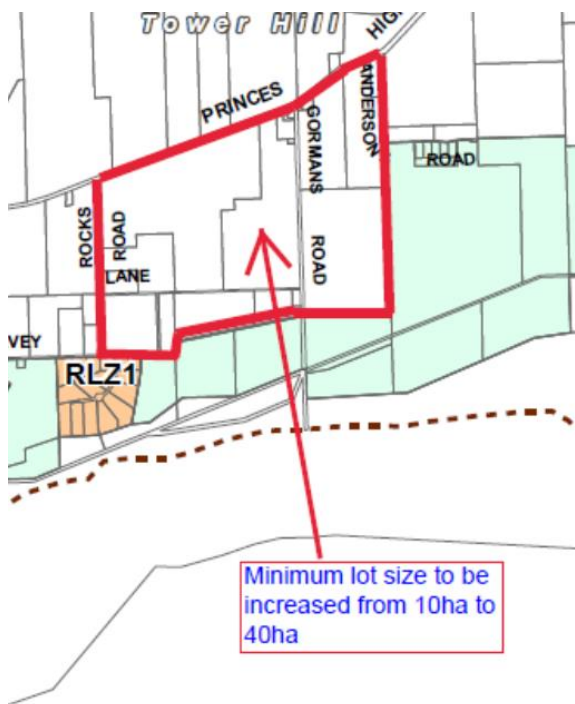 Tower Hill
HIGH
PRINCES
ANDERSON
GORMANS
ROAD
ROCKS
ROAD
ROAD
LANE
VEY
RLZ1
Minimum lot size to be
increased from 10ha to
40ha